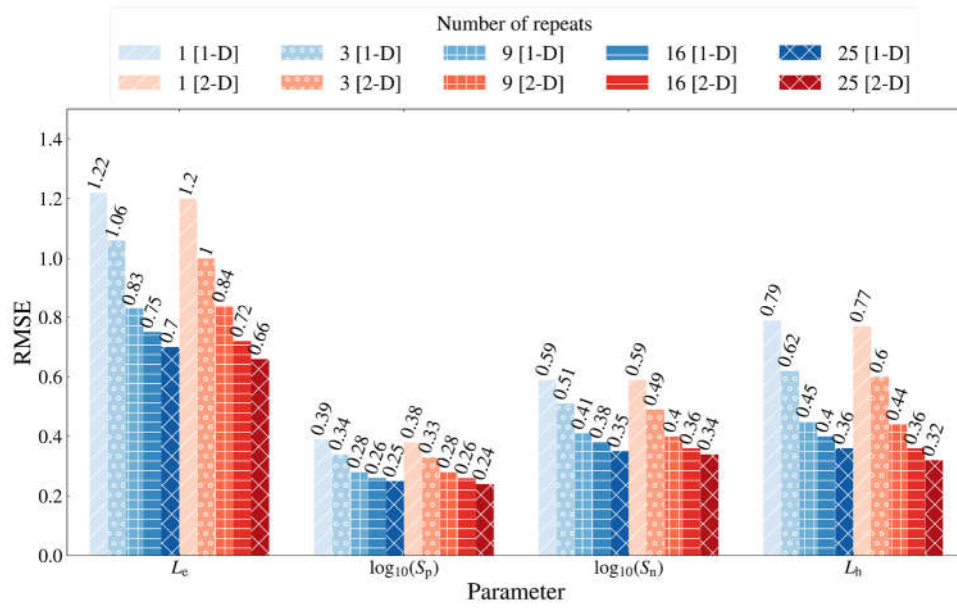 Number of repeats
1 [1-D] 3 [1-D] 9 [1-D] 16 [1-D] 25 [1-D]
1 [2-D] 3 [2-D] 9 [2-D] 16 [2-D] 25 [2-D]
RMSE
1.4
1.2
1.0
0.8
0.6
0.4
0.2
0.0
1.22 1.06 0.83 0.75 0.7 1.2 1 0.84 0.72 0.66
0.39 0.34 0.28 0.26 0.25 0.38 0.33 0.28 0.26 0.24
0.59 0.51 0.41 0.38 0.35 0.59 0.49 0.4 0.36 0.34
0.79 0.62 0.45 0.4 0.36 0.77 0.6 0.44 0.36 0.32
Le log10(Sp) log10(Sn) Lh
Parameter